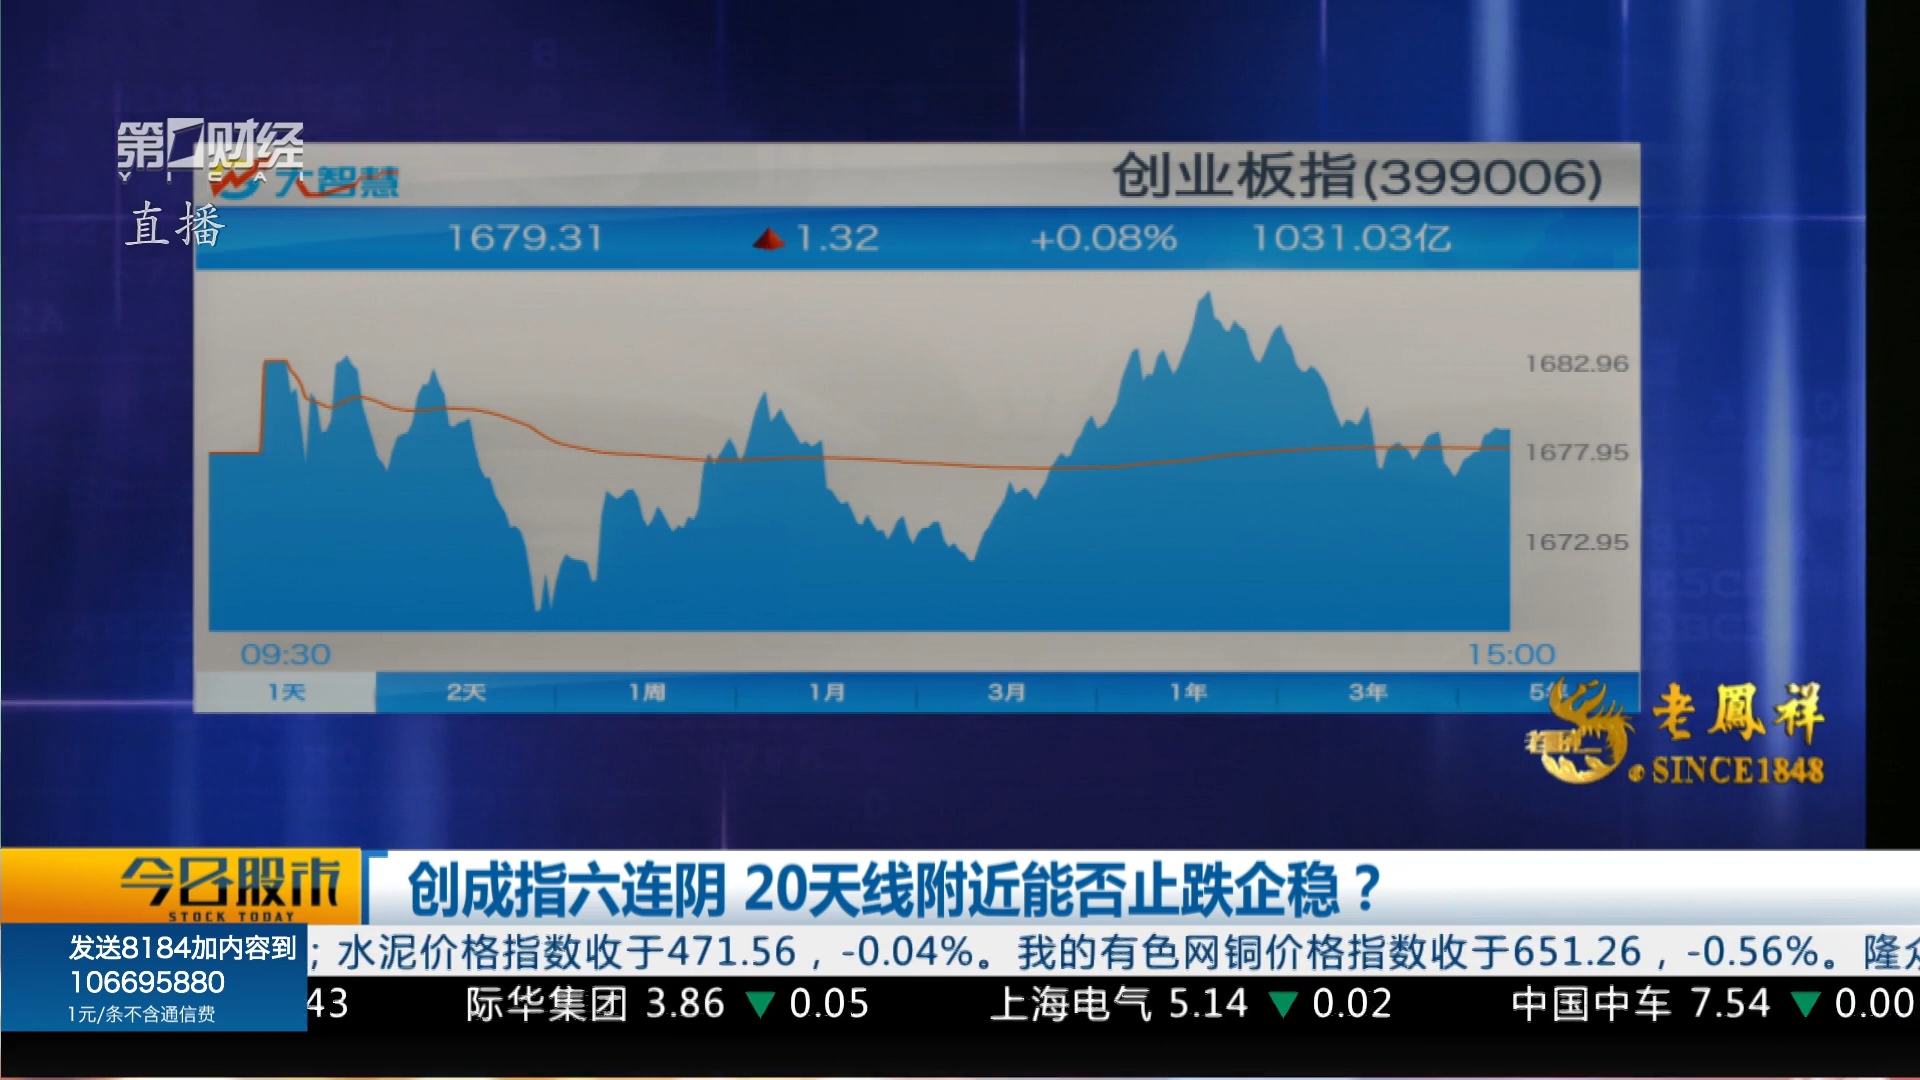 第一财经
YICAI
直播
大智慧
创业板指(399006)
1679.31 ▲ 1.32 +0.08% 1031.03亿
1682.96
1677.95
1672.95
09:30 15:00
1天 2天 1周 1月 3月 1年 3年 5年
老鳳祥
SINCE1848
今日股市
STOCK TODAY
创成指六连阴 20天线附近能否止跌企稳？
发送8184加内容到
106695880
1元/条不含通信费
；水泥价格指数收于471.56，-0.04%。我的有色网铜价格指数收于651.26，-0.56%。隆众
43 际华集团 3.86 ▼ 0.05 上海电气 5.14 ▼ 0.02 中国中车 7.54 ▼ 0.00